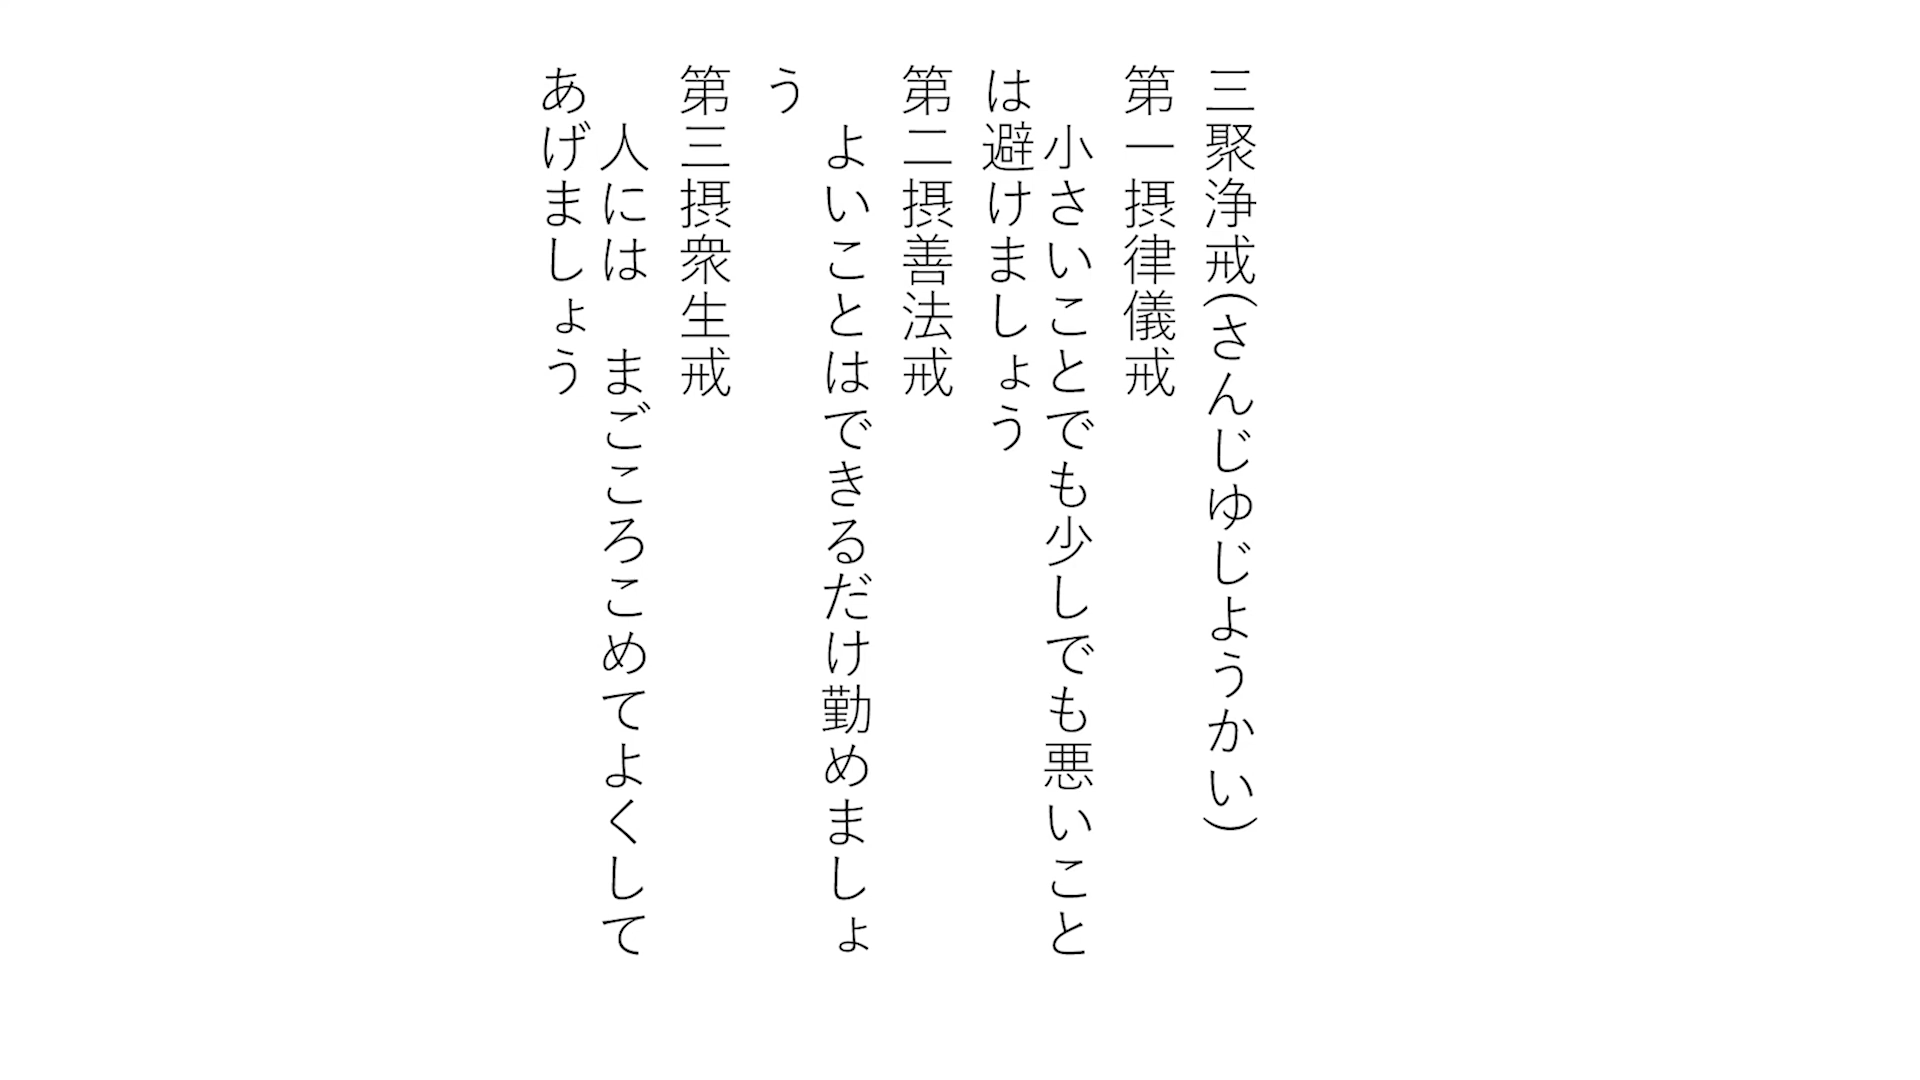 三聚浄戒(さんじゆじようかい)
第一摂律儀戒
　小さいことでも少しでも悪いこと
は避けましょう
第二摂善法戒
　よいことはできるだけ勤めましょ
う
第三摂衆生戒
　人には　まごころこめてよくして
あげましょう